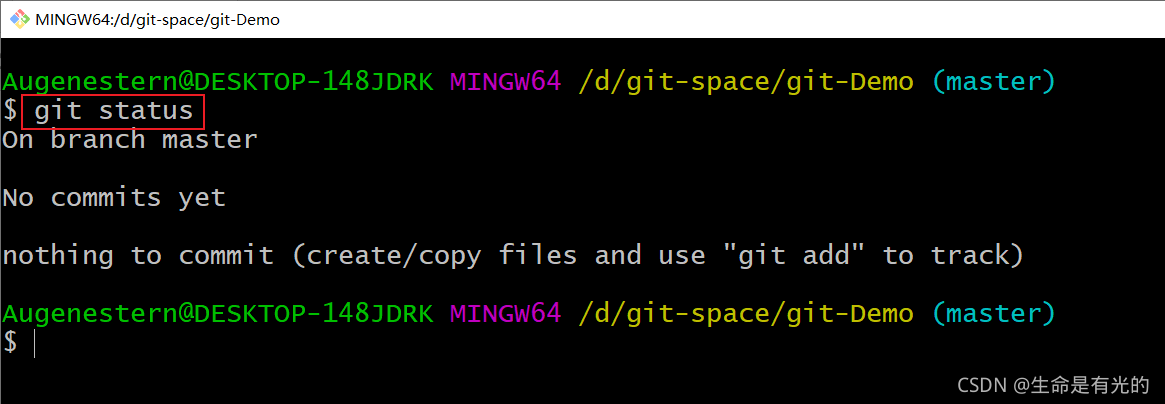 MINGW64:/d/git-space/git-Demo
Augenestern@DESKTOP-148JDRK MINGW64 /d/git-space/git-Demo (master)
$ git status
On branch master
No commits yet
nothing to commit (create/copy files and use "git add" to track)
Augenestern@DESKTOP-148JDRK MINGW64 /d/git-space/git-Demo (master)
$
CSDN @生命是有光的